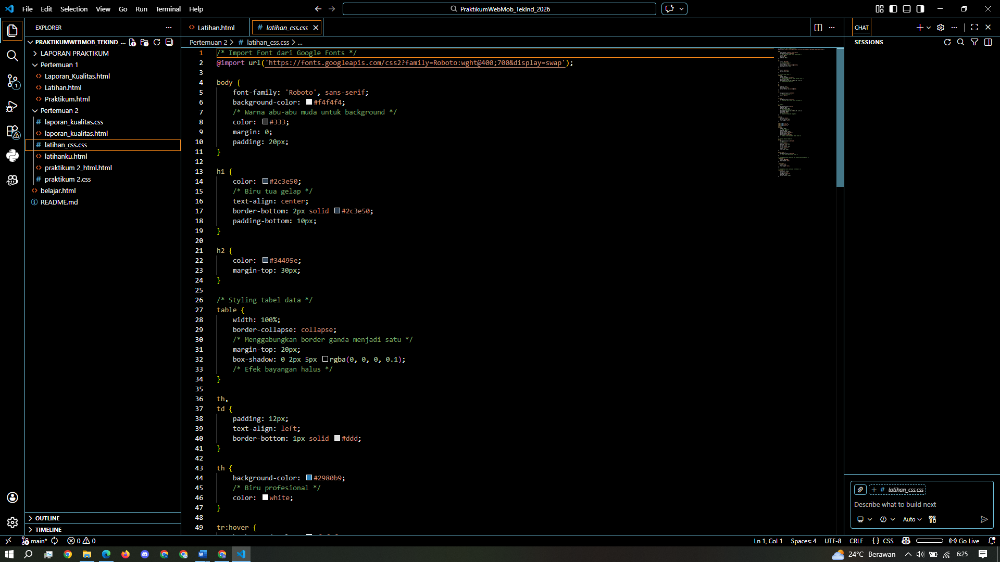 File Edit Selection View Go Run Terminal Help
PraktikumWebMob_TekInd_2026
EXPLORER
PRAKTIKUMWEBMOB_TEKIND_...
LAPORAN PRAKTIKUM
Pertemuan 1
Laporan_Kualitas.html
Latihan.html
Praktikum.html
Pertemuan 2
laporan_kualitas.css
laporan_kualitas.html
latihan_css.css
latihanku.html
praktikum 2_html.html
praktikum 2.css
belajar.html
README.md
OUTLINE
TIMELINE
Latihan.html
# latihan_css.css
Pertemuan 2 > # latihan_css.css > ...
1 /* Import Font dari Google Fonts */
2 @import url('https://fonts.googleapis.com/css2?family=Roboto:wght@400;700&display=swap');
3
4 body {
5 font-family: 'Roboto', sans-serif;
6 background-color: #f4f4f4;
7 /* Warna abu-abu muda untuk background */
8 color: #333;
9 margin: 0;
10 padding: 20px;
11 }
12
13 h1 {
14 color: #2c3e50;
15 /* Biru tua gelap */
16 text-align: center;
17 border-bottom: 2px solid #2c3e50;
18 padding-bottom: 10px;
19 }
20
21 h2 {
22 color: #34495e;
23 margin-top: 30px;
24 }
25
26 /* Styling tabel data */
27 table {
28 width: 100%;
29 border-collapse: collapse;
30 /* Menggabungkan border ganda menjadi satu */
31 margin-top: 20px;
32 box-shadow: 0 2px 5px rgba(0, 0, 0, 0.1);
33 /* Efek bayangan halus */
34 }
35
36 th,
37 td {
38 padding: 12px;
39 text-align: left;
40 border-bottom: 1px solid #ddd;
41 }
42
43 th {
44 background-color: #2980b9;
45 /* Biru profesional */
46 color: white;
47 }
48
49 tr:hover {
CHAT
SESSIONS
# latihan_css.css
Describe what to build next
Auto
main* 0 0
Ln 1, Col 1 Spaces: 4 UTF-8 CRLF { } CSS Go Live
24°C Berawan 6:25